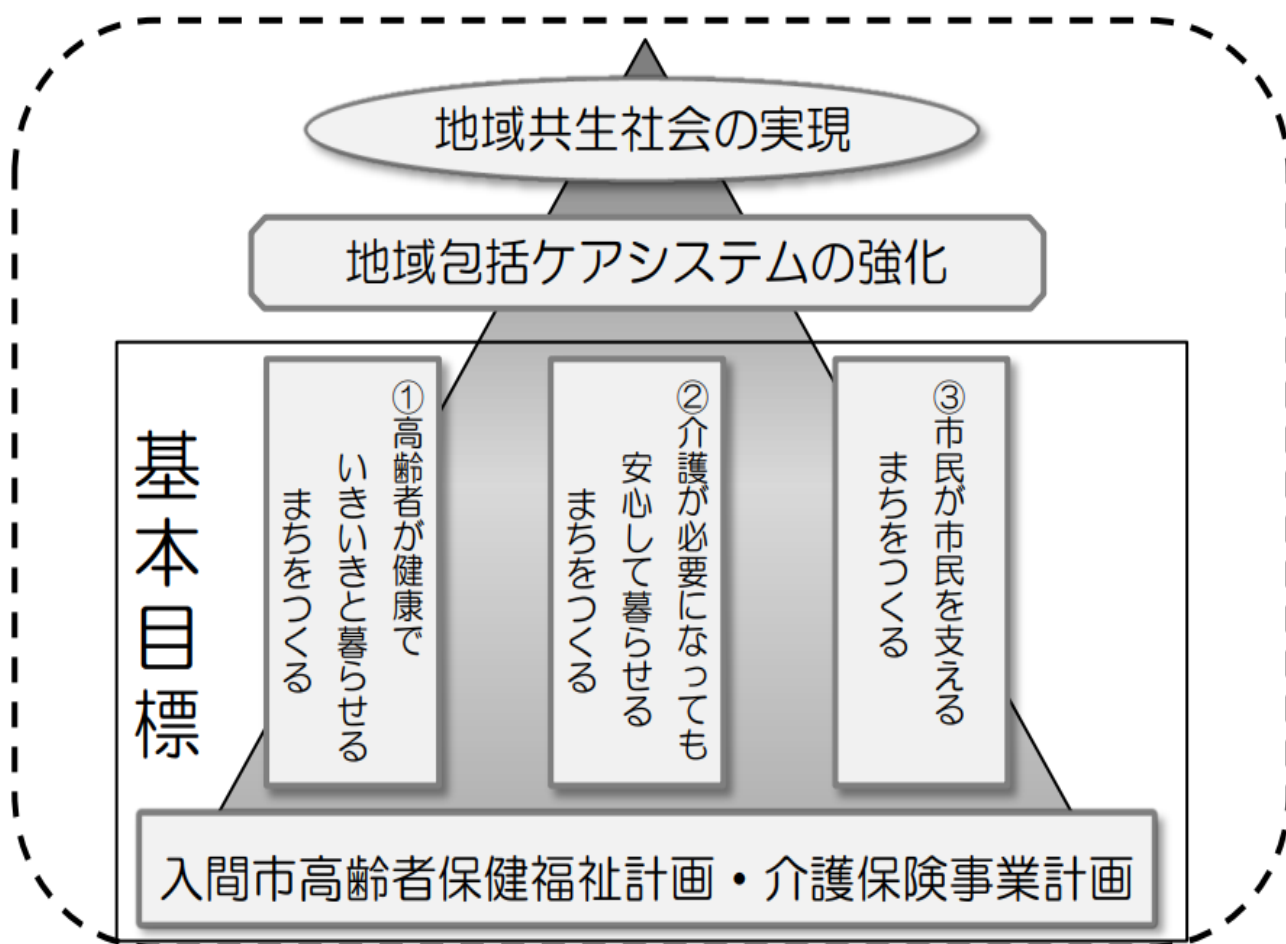 地域共生社会の実現
地域包括ケアシステムの強化
基本目標
①高齢者が健康で
いきいきと暮らせる
まちをつくる
②介護が必要になっても
安心して暮らせる
まちをつくる
③市民が市民を支える
まちをつくる
入間市高齢者保健福祉計画・介護保険事業計画